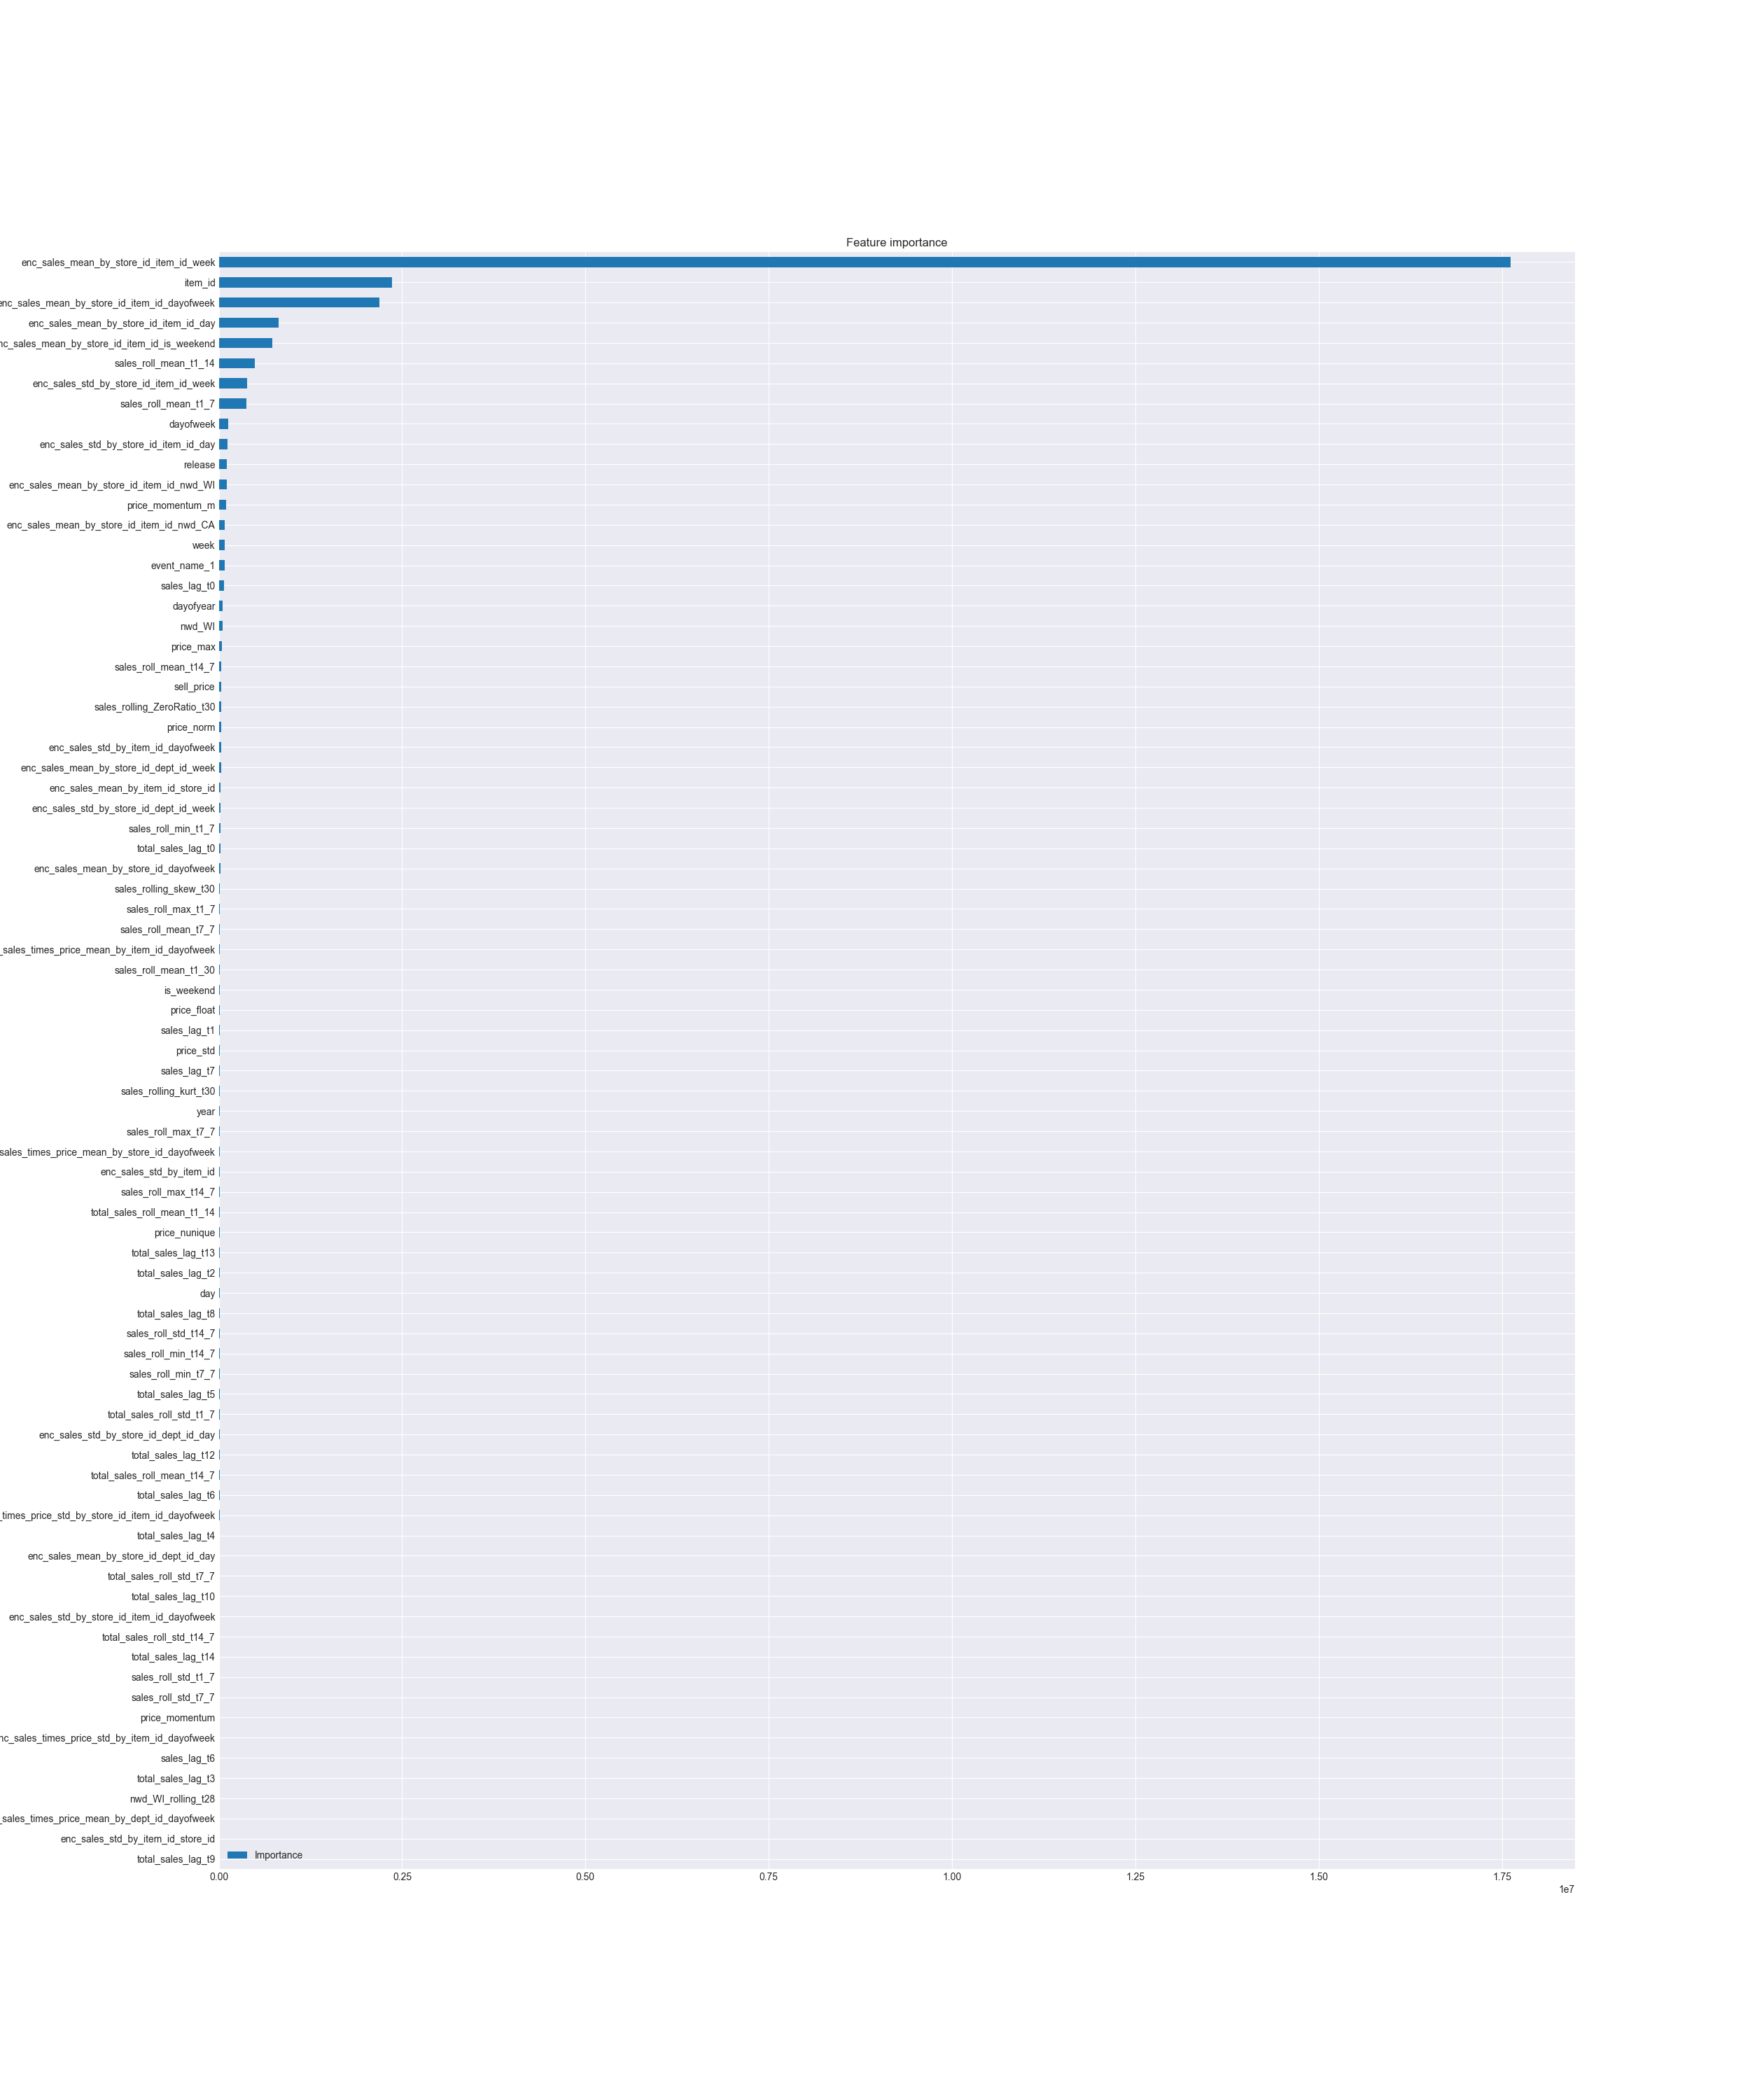 Feature importance
enc_sales_mean_by_store_id_item_id_week
item_id
enc_sales_mean_by_store_id_item_id_dayofweek
enc_sales_mean_by_store_id_item_id_day
nc_sales_mean_by_store_id_item_id_is_weekend
sales_roll_mean_t1_14
enc_sales_std_by_store_id_item_id_week
sales_roll_mean_t1_7
dayofweek
enc_sales_std_by_store_id_item_id_day
release
enc_sales_mean_by_store_id_item_id_nwd_WI
price_momentum_m
enc_sales_mean_by_store_id_item_id_nwd_CA
week
event_name_1
sales_lag_t0
dayofyear
nwd_WI
price_max
sales_roll_mean_t14_7
sell_price
sales_rolling_ZeroRatio_t30
price_norm
enc_sales_std_by_item_id_dayofweek
enc_sales_mean_by_store_id_dept_id_week
enc_sales_mean_by_item_id_store_id
enc_sales_std_by_store_id_dept_id_week
sales_roll_min_t1_7
total_sales_lag_t0
enc_sales_mean_by_store_id_dayofweek
sales_rolling_skew_t30
sales_roll_max_t1_7
sales_roll_mean_t7_7
_sales_times_price_mean_by_item_id_dayofweek
sales_roll_mean_t1_30
is_weekend
price_float
sales_lag_t1
price_std
sales_lag_t7
sales_rolling_kurt_t30
year
sales_roll_max_t7_7
sales_times_price_mean_by_store_id_dayofweek
enc_sales_std_by_item_id
sales_roll_max_t14_7
total_sales_roll_mean_t1_14
price_nunique
total_sales_lag_t13
total_sales_lag_t2
day
total_sales_lag_t8
sales_roll_std_t14_7
sales_roll_min_t14_7
sales_roll_min_t7_7
total_sales_lag_t5
total_sales_roll_std_t1_7
enc_sales_std_by_store_id_dept_id_day
total_sales_lag_t12
total_sales_roll_mean_t14_7
total_sales_lag_t6
_times_price_std_by_store_id_item_id_dayofweek
total_sales_lag_t4
enc_sales_mean_by_store_id_dept_id_day
total_sales_roll_std_t7_7
total_sales_lag_t10
enc_sales_std_by_store_id_item_id_dayofweek
total_sales_roll_std_t14_7
total_sales_lag_t14
sales_roll_std_t1_7
sales_roll_std_t7_7
price_momentum
nc_sales_times_price_std_by_item_id_dayofweek
sales_lag_t6
total_sales_lag_t3
nwd_WI_rolling_t28
_sales_times_price_mean_by_dept_id_dayofweek
enc_sales_std_by_item_id_store_id
total_sales_lag_t9
Importance
0.00 0.25 0.50 0.75 1.00 1.25 1.50 1.75
1e7